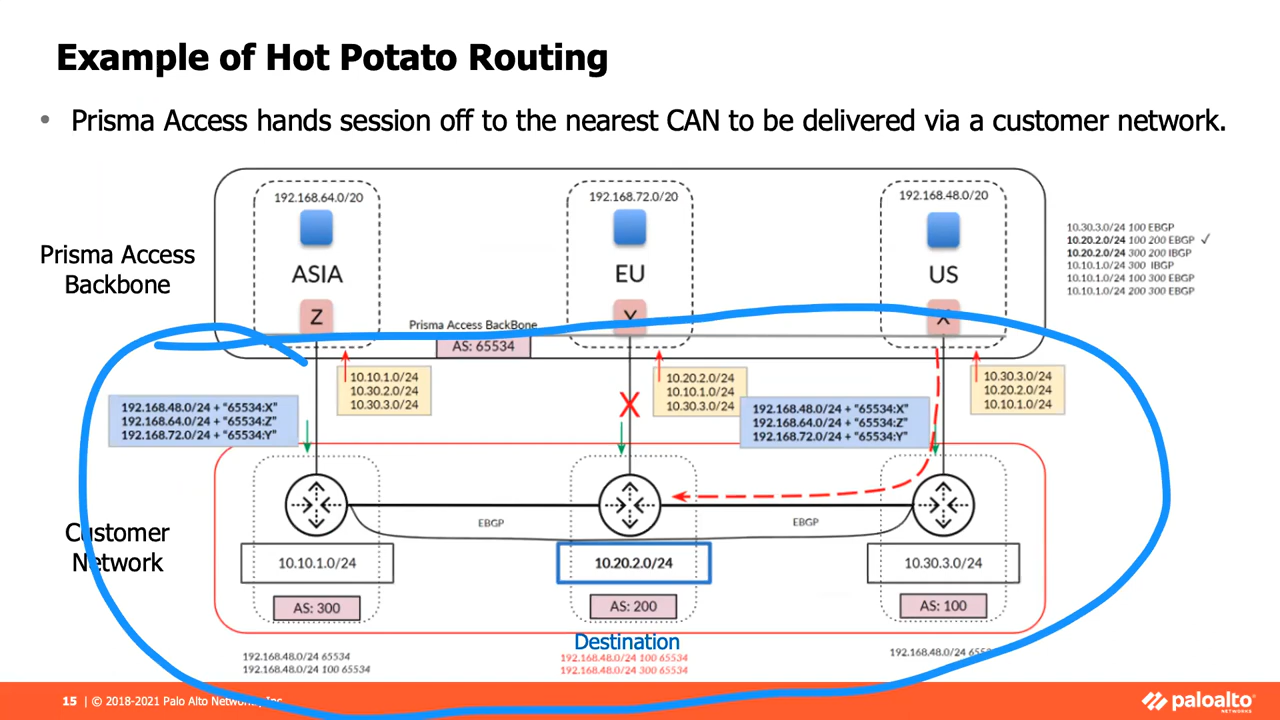 Example of Hot Potato Routing
• Prisma Access hands session off to the nearest CAN to be delivered via a customer network.
192.168.64.0/20
192.168.72.0/20
192.168.48.0/20
ASIA
EU
US
Z
Y
X
Prisma Access
Backbone
10.30.3.0/24 100 EBGP
10.20.2.0/24 100 200 EBGP ✓
10.20.2.0/24 300 200 IBGP
10.10.1.0/24 300 IBGP
10.10.1.0/24 100 300 EBGP
10.10.1.0/24 200 300 EBGP
Prisma Access BackBone
AS: 65534
10.10.1.0/24
10.30.2.0/24
10.30.3.0/24
10.20.2.0/24
10.10.1.0/24
10.30.3.0/24
10.30.3.0/24
10.20.2.0/24
10.10.1.0/24
192.168.48.0/24 + “65534:X”
192.168.64.0/24 + “65534:Z”
192.168.72.0/24 + “65534:Y”
X
192.168.48.0/24 + “65534:X”
192.168.64.0/24 + “65534:Z”
192.168.72.0/24 + “65534:Y”
Customer
Network
EBGP
EBGP
10.10.1.0/24
10.20.2.0/24
10.30.3.0/24
AS: 300
AS: 200
AS: 100
Destination
192.168.48.0/24 65534
192.168.48.0/24 100 65534
192.168.48.0/24 100 65534
192.168.48.0/24 300 65534
192.168.48.0/24
15 | © 2018-2021 Palo Alto Networks, Inc.
paloalto
NETWORKS